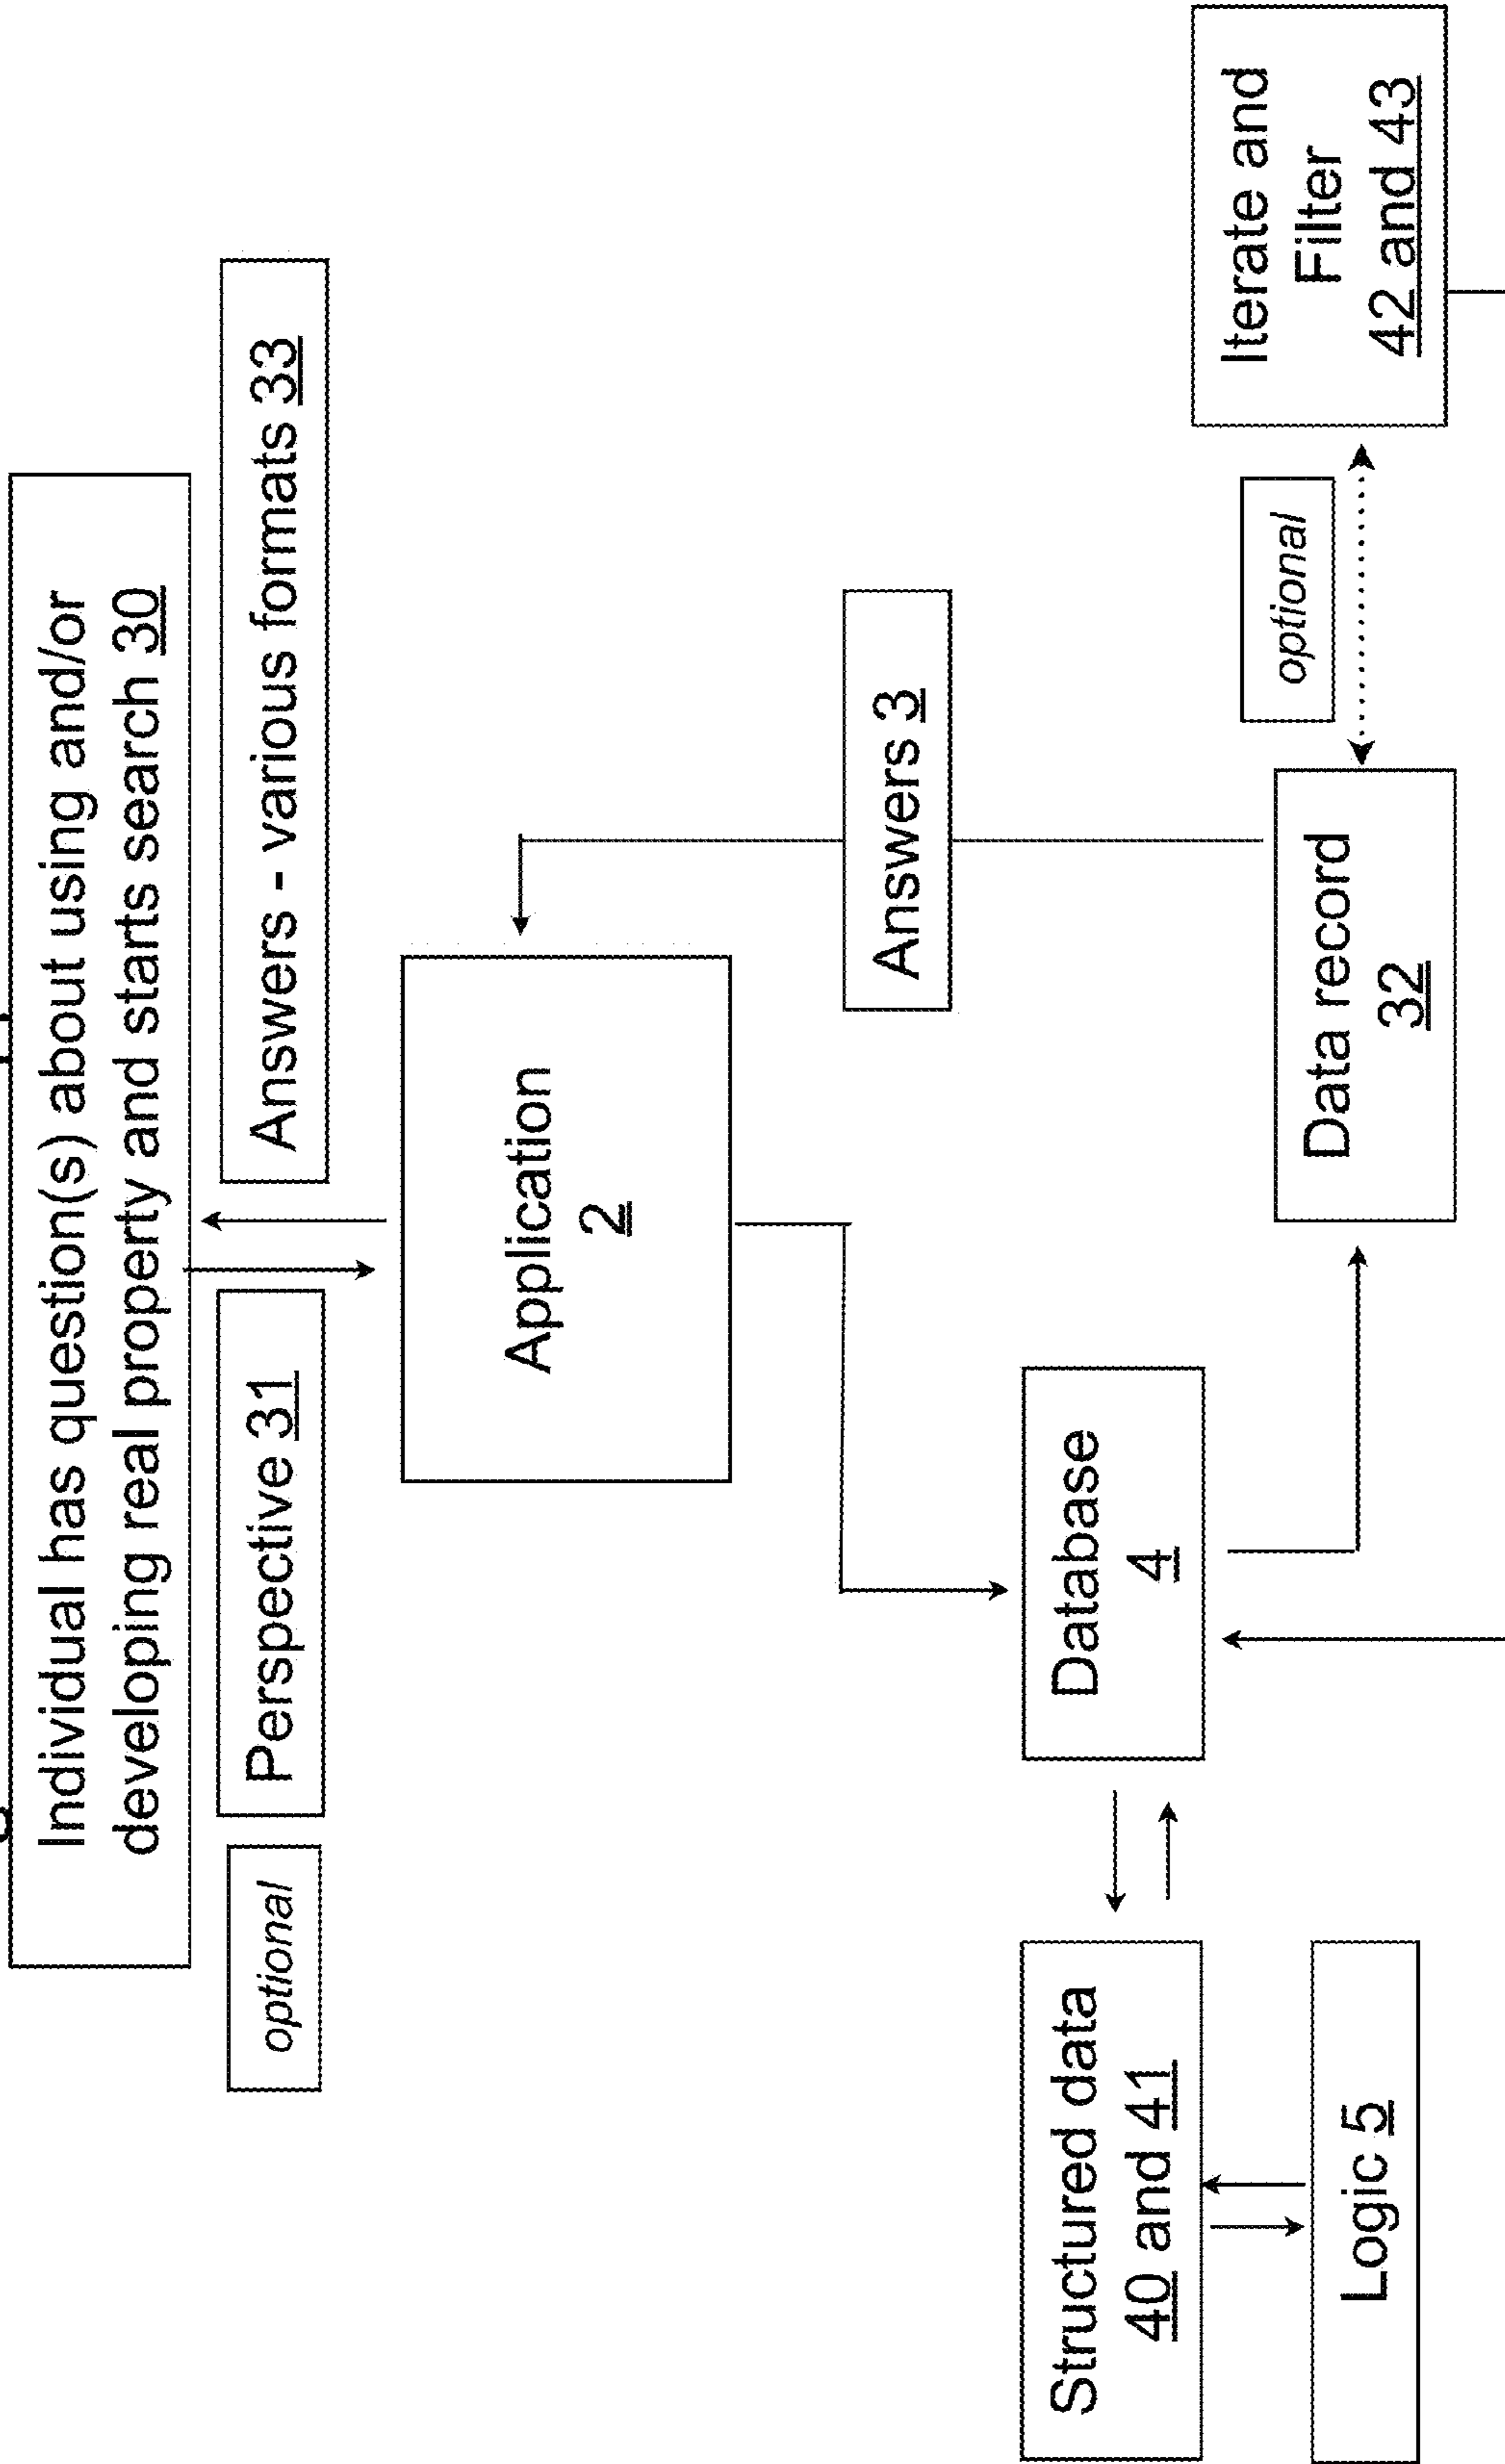 Individual has question(s) about using and/or
developing real property and starts search 30
optional
Perspective 31
Answers - various formats 33
Application
2
Answers 3
Structured data
40 and 41
Database
4
optional
Iterate and
Filter
42 and 43
Data record
32
Logic 5